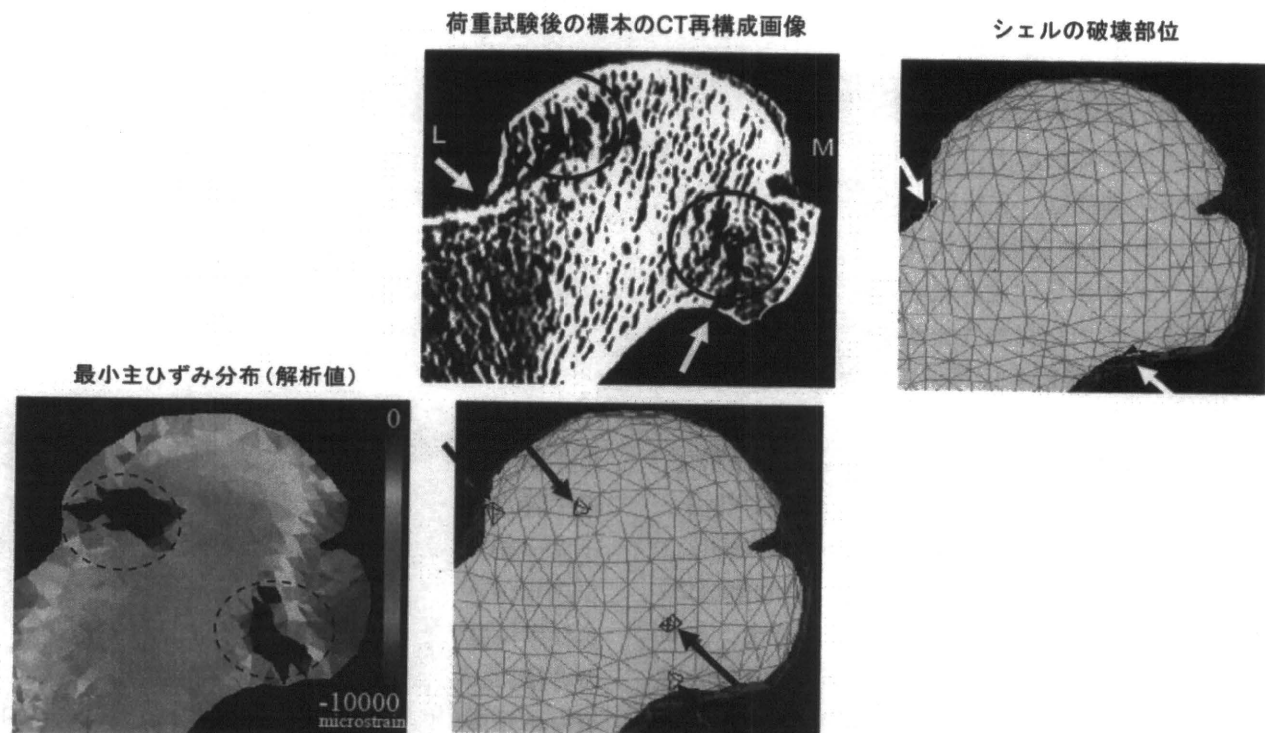 荷重試験後の標本のCT再構成画像
シェルの破壊部位
L
M
最小主ひずみ分布(解析値)
0
-10000
microstrain